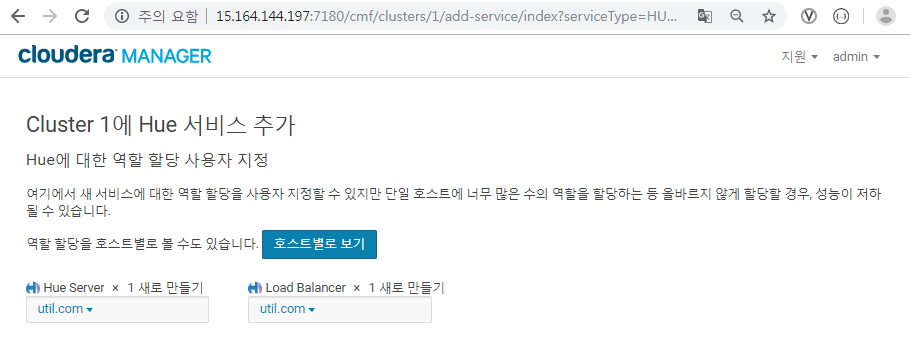 주의 요함 15.164.144.197:7180/cmf/clusters/1/add-service/index?serviceType=HU...
cloudera MANAGER 지원 admin
Cluster 1에 Hue 서비스 추가
Hue에 대한 역할 할당 사용자 지정
여기에서 새 서비스에 대한 역할 할당을 사용자 지정할 수 있지만 단일 호스트에 너무 많은 수의 역할을 할당하는 등 올바르지 않게 할당할 경우, 성능이 저하
될 수 있습니다.
역할 할당을 호스트별로 볼 수도 있습니다. 호스트별로 보기
Hue Server × 1 새로 만들기 Load Balancer × 1 새로 만들기
util.com util.com